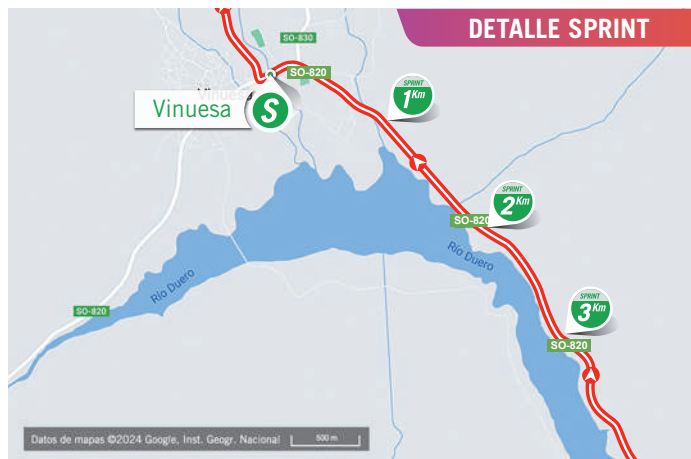 DETALLE SPRINT
SO-830
SO-820
Vinuesa
Vinuesa
S
SPRINT
1Km
SPRINT
2Km
SO-820
Río Duero
Río Duero
SPRINT
3Km
SO-820
SO-820
Datos de mapas ©2024 Google, Inst. Geogr. Nacional
500 m